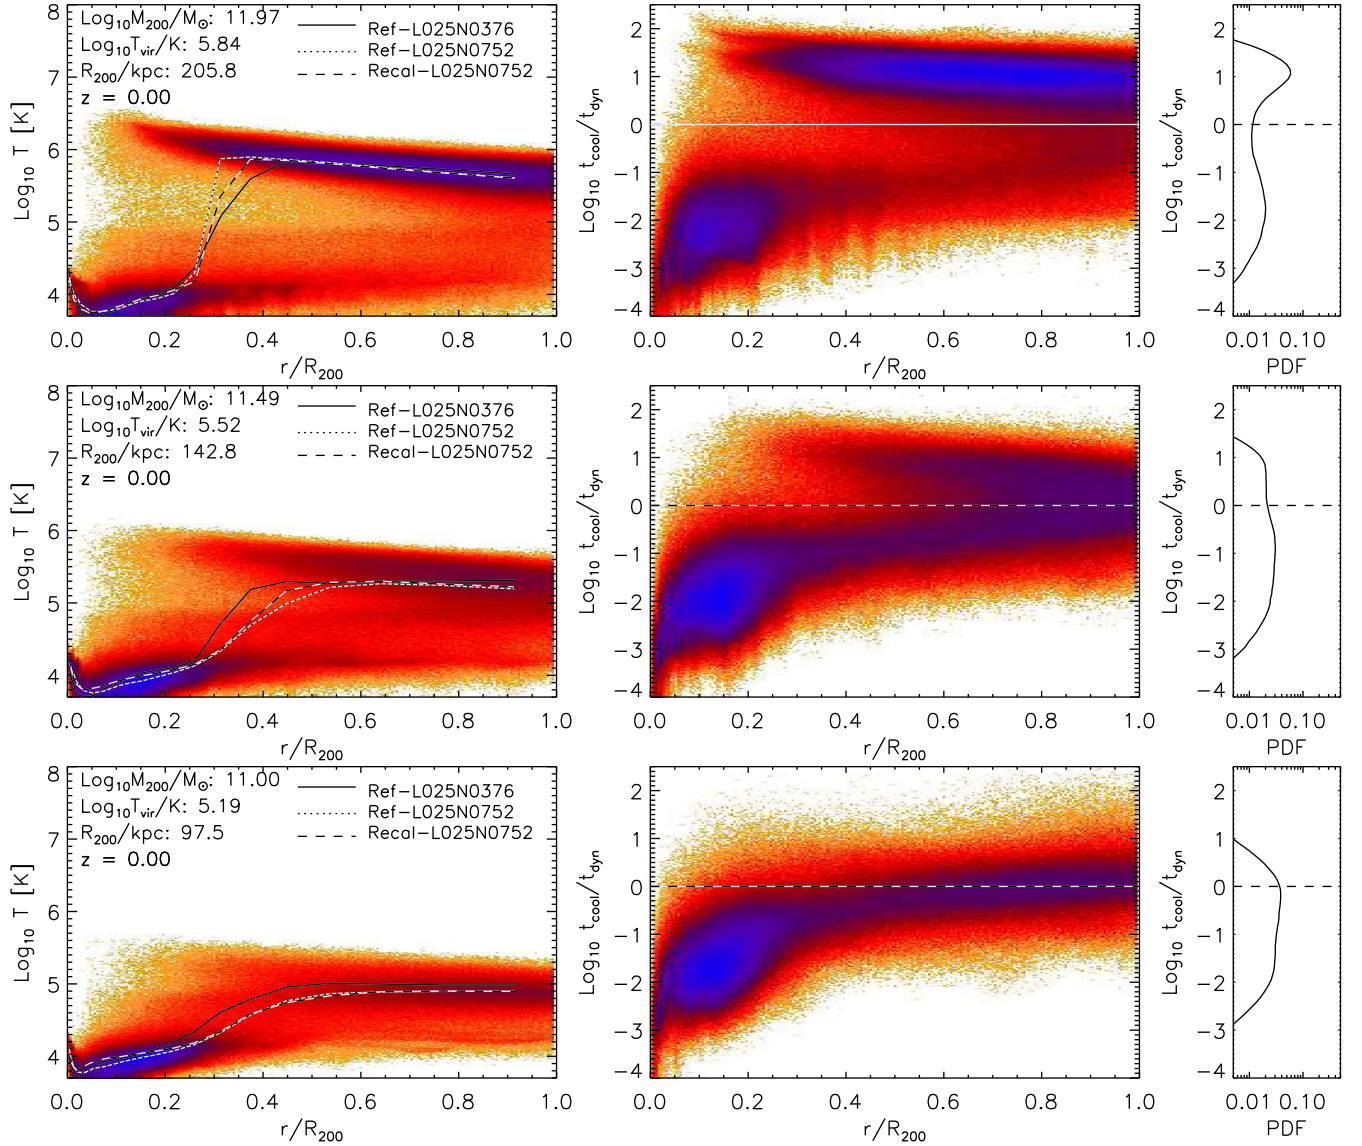 Log₁₀M₂₀₀/M☉: 11.97
Log₁₀Tvir/K: 5.84
R₂₀₀/kpc: 205.8
z = 0.00
Ref-L025N0376
Ref-L025N0752
Recal-L025N0752
Log₁₀ T [K]
8
7
6
5
4
0.0 0.2 0.4 0.6 0.8 1.0
r/R₂₀₀
Log₁₀ tcool/tdyn
2
1
0
-1
-2
-3
-4
0.0 0.2 0.4 0.6 0.8 1.0
r/R₂₀₀
Log₁₀ tcool/tdyn
2
1
0
-1
-2
-3
-4
0.01 0.10
PDF
Log₁₀M₂₀₀/M☉: 11.49
Log₁₀Tvir/K: 5.52
R₂₀₀/kpc: 142.8
z = 0.00
Ref-L025N0376
Ref-L025N0752
Recal-L025N0752
Log₁₀ T [K]
8
7
6
5
4
0.0 0.2 0.4 0.6 0.8 1.0
r/R₂₀₀
Log₁₀ tcool/tdyn
2
1
0
-1
-2
-3
-4
0.0 0.2 0.4 0.6 0.8 1.0
r/R₂₀₀
Log₁₀ tcool/tdyn
2
1
0
-1
-2
-3
-4
0.01 0.10
PDF
Log₁₀M₂₀₀/M☉: 11.00
Log₁₀Tvir/K: 5.19
R₂₀₀/kpc: 97.5
z = 0.00
Ref-L025N0376
Ref-L025N0752
Recal-L025N0752
Log₁₀ T [K]
8
7
6
5
4
0.0 0.2 0.4 0.6 0.8 1.0
r/R₂₀₀
Log₁₀ tcool/tdyn
2
1
0
-1
-2
-3
-4
0.0 0.2 0.4 0.6 0.8 1.0
r/R₂₀₀
Log₁₀ tcool/tdyn
2
1
0
-1
-2
-3
-4
0.01 0.10
PDF